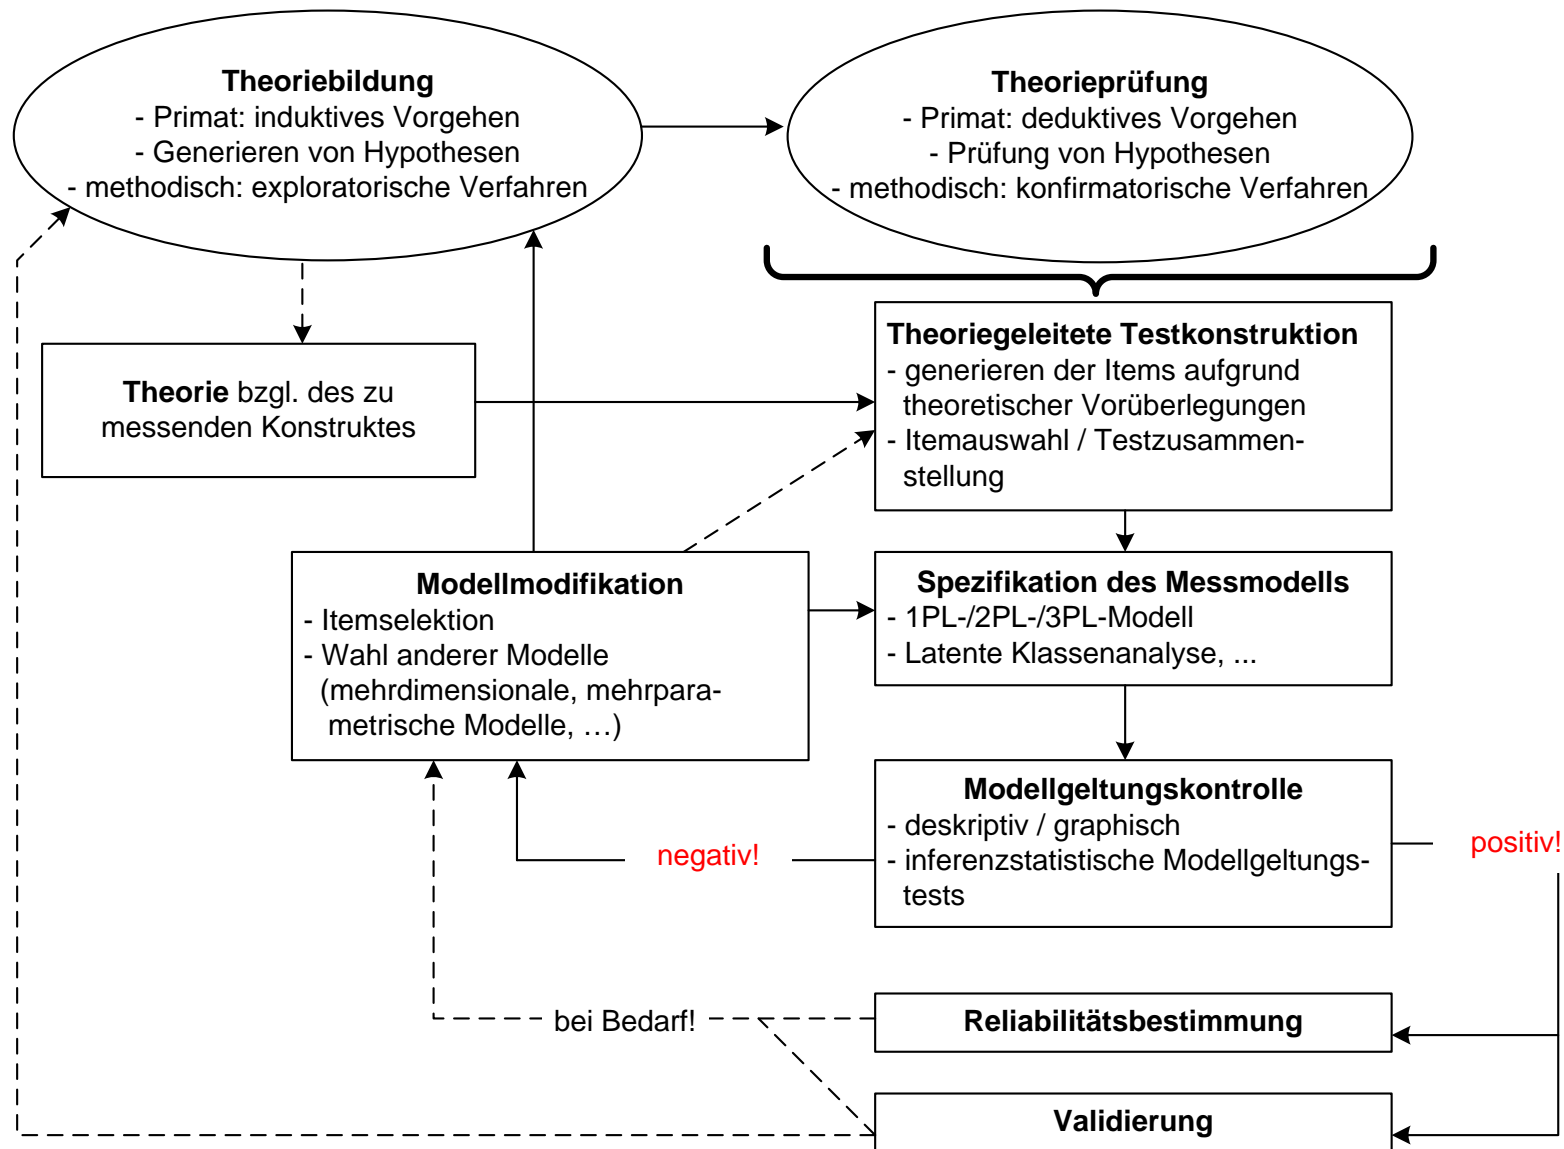 Theoriebildung
- Primat: induktives Vorgehen
- Generieren von Hypothesen
- methodisch: exploratorische Verfahren
Theorieprüfung
- Primat: deduktives Vorgehen
- Prüfung von Hypothesen
- methodisch: konfirmatorische Verfahren
Theorie bzgl. des zu
messenden Konstruktes
Theoriegeleitete Testkonstruktion
- generieren der Items aufgrund
theoretischer Vorüberlegungen
- Itemauswahl / Testzusammen-
stellung
Modellmodifikation
- Itemselektion
- Wahl anderer Modelle
(mehrdimensionale, mehrpara-
metrische Modelle, …)
Spezifikation des Messmodells
- 1PL-/2PL-/3PL-Modell
- Latente Klassenanalyse, ...
Modellgeltungskontrolle
- deskriptiv / graphisch
- inferenzstatistische Modellgeltungs-
tests
negativ!
positiv!
bei Bedarf!
Reliabilitätsbestimmung
Validierung